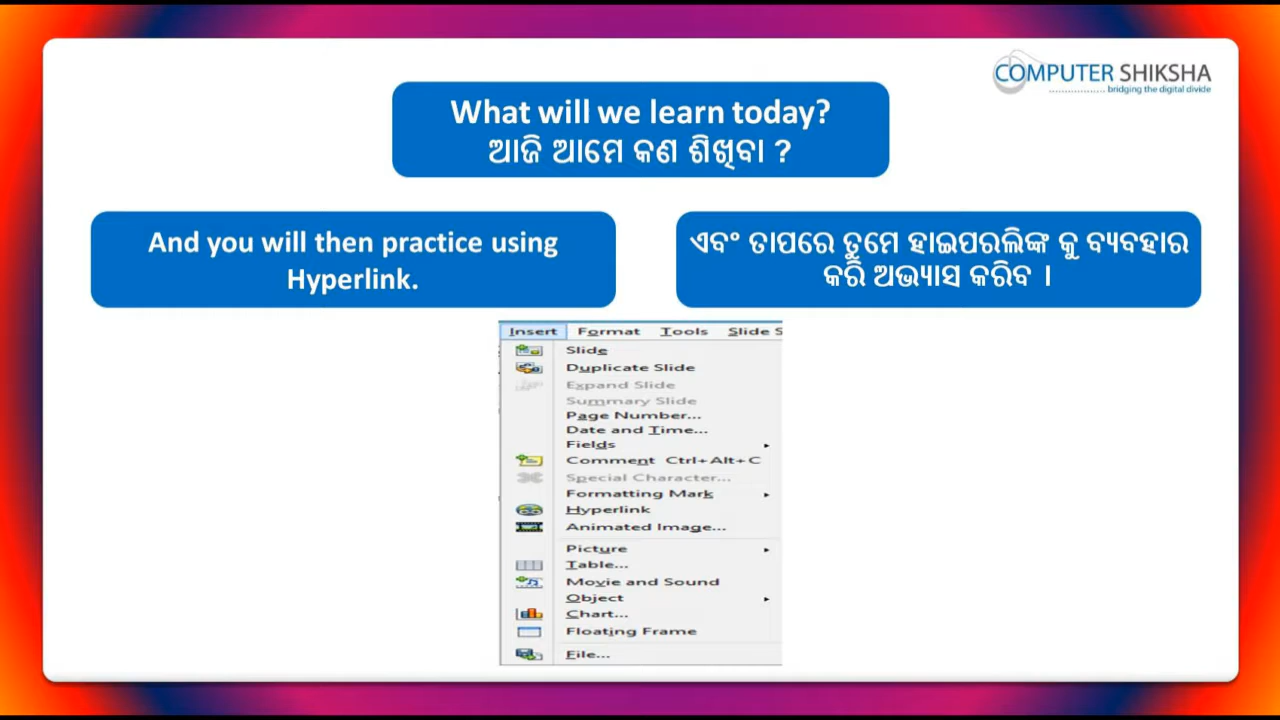 COMPUTER SHIKSHA
bridging the digital divide
What will we learn today?
ଆଜି ଆମେ କଣ ଶିଖିବା ?
And you will then practice using
Hyperlink.
ଏବଂ ତାପରେ ତୁମେ ହାଇପରଲିଙ୍କ କୁ ବ୍ୟବହାର
କରି ଅଭ୍ୟାସ କରିବ ।
Insert Format Tools Slide S
Slide
Duplicate Slide
Expand Slide
Summary Slide
Page Number...
Date and Time...
Fields
Comment Ctrl+Alt+C
Special Character...
Formatting Mark
Hyperlink
Animated Image...
Picture
Table...
Movie and Sound
Object
Chart...
Floating Frame
File...